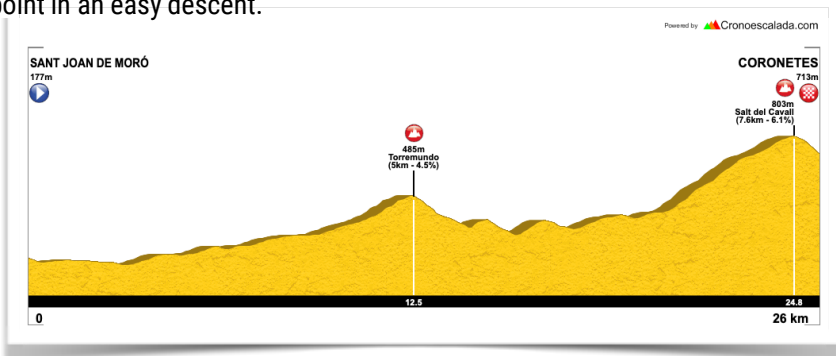 point in an easy descent.
Powered by Cronoescalada.com
SANT JOAN DE MORÓ
177m
CORONETES
713m
803m
Salt del Cavall
(7.6km - 6.1%)
485m
Torremundo
(5km - 4.5%)
12.5
24.8
0
26 km